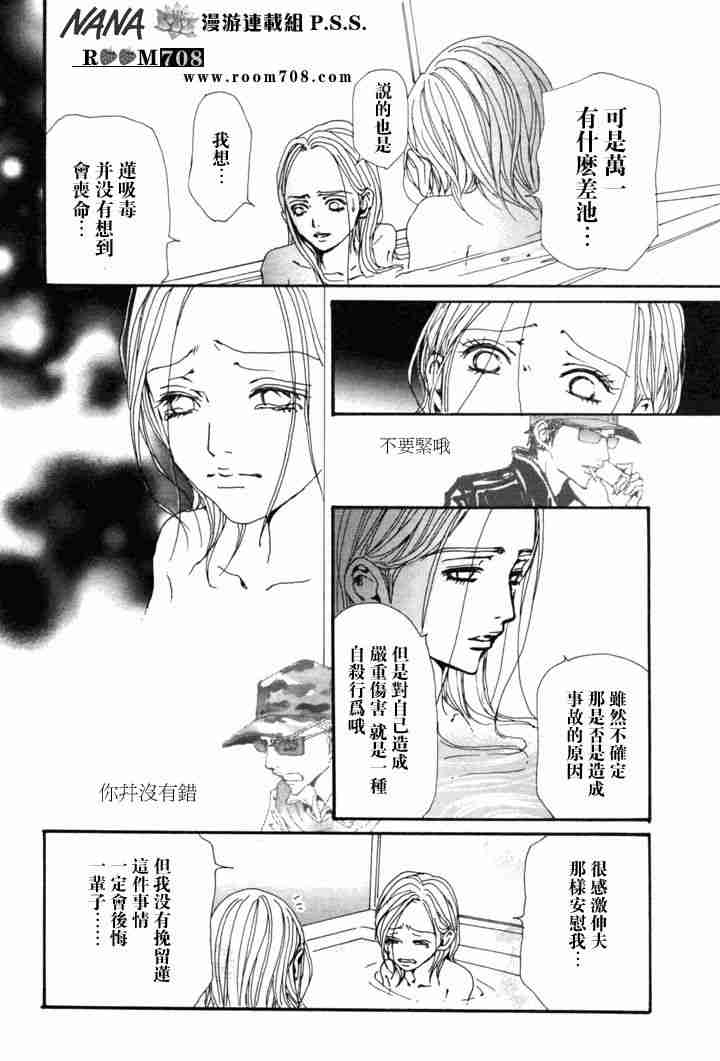 NANA 漫游連載組 P.S.S.
ROOM708
www.room708.com
可是萬一
有什麽差池…
説的也是
我想…
蓮吸毒
并没有想到
會喪命…
不要緊哦
雖然不確定
那是否是造成
事故的原因
但是對自己造成
嚴重傷害 就是一種
自殺行爲哦
你并沒有錯
很感激伸夫
那樣安慰我…
但我没有挽留蓮
這件事情
一定會後悔
一輩子……